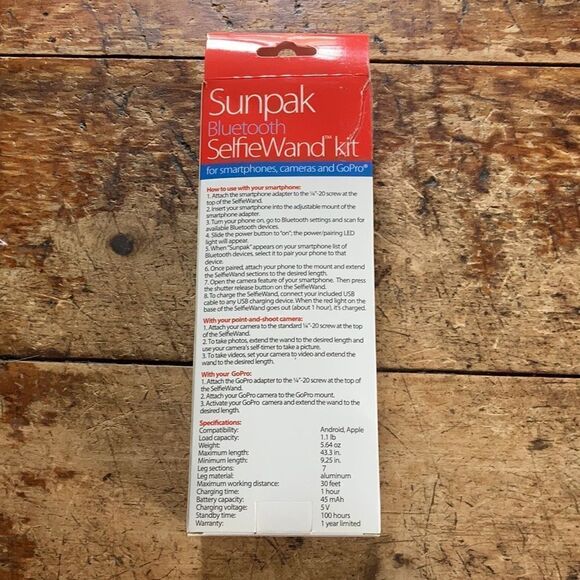 Sunpak
Bluetooth
SelfieWand™ kit
for smartphones, cameras and GoPro®
How to use with your smartphone:
1. Attach the smartphone adapter to the ¼"-20 screw at the
top of the SelfieWand.
2. insert your smartphone into the adjustable mount of the
smartphone adapter.
3. Turn your phone on, go to Bluetooth settings and scan for
available Bluetooth devices.
4. Slide the power button to "on"; the power/pairing LED
light will appear.
5. When "Sunpak" appears on your smartphone list of
Bluetooth devices, select it to pair your phone to that
device.
6. Once paired, attach your phone to the mount and extend
the SelfieWand sections to the desired length.
7. Open the camera feature of your smartphone. Then press
the shutter release button on the SelfieWand.
8. To charge the SelfieWand, connect your included USB
cable to any USB charging device. When the red light on the
base of the SelfieWand goes out (about 1 hour), it's charged.
With your point-and-shoot camera:
1. Attach your camera to the standard ¼"-20 screw at the top
of the SelfieWand.
2. To take photos, extend the wand to the desired length and
use your camera's self-timer to take a picture.
3. To take videos, set your camera to video and extend the
wand to the desired length.
With your GoPro:
1. Attach the GoPro adapter to the ¼"-20 screw at the top of
the SelfieWand.
2. Attach your GoPro camera to the GoPro mount.
3. Activate your GoPro camera and extend the wand to the
desired length.
Specifications:
Compatibility: Android, Apple
Load capacity: 1.1 lb
Weight: 5.64 oz
Maximum length: 43.3 in.
Minimum length: 9.25 in.
Leg sections: 7
Leg material: aluminum
Maximum working distance: 30 feet
Charging time: 1 hour
Battery capacity: 45 mAh
Charging voltage: 5 V
Standby time: 100 hours
Warranty: 1 year limited